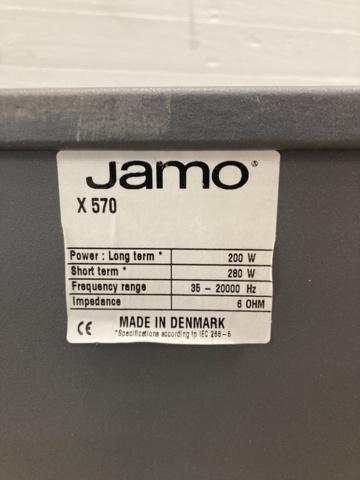 Jamo®
X 570
Power : Long term * 200 W
Short term * 280 W
Frequency range 35 – 20000 Hz
Impedance 6 OHM
CE MADE IN DENMARK
*Specifications according to IEC 268-5